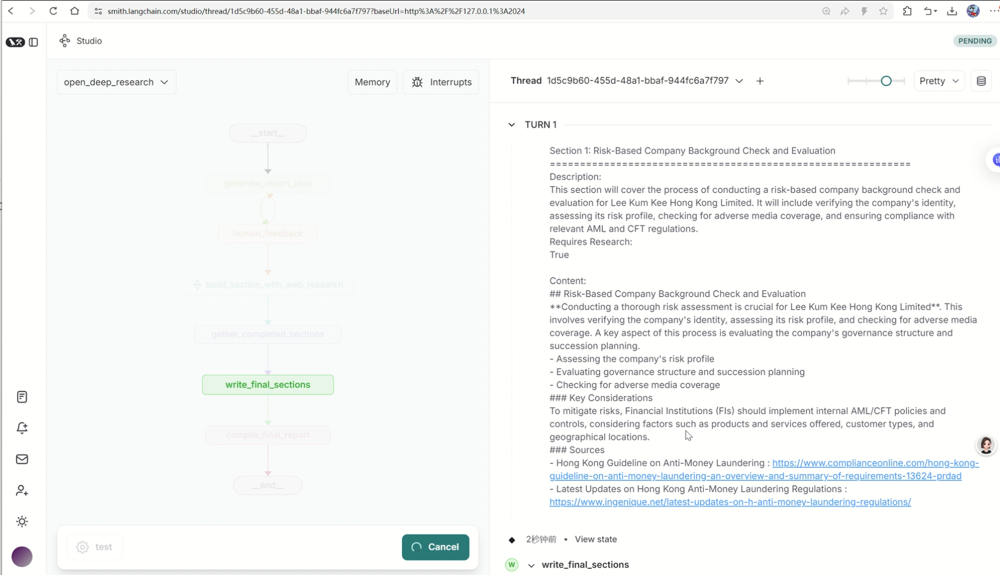 smith.langchain.com/studio/thread/1d5c9b60-455d-48a1-bbaf-944fc6a7f797?baseUrl=http%3A%2F%2F127.0.0.1%3A2024
Studio
PENDING
open_deep_research
Memory
Interrupts
__start__
generate_report_plan
human_feedback
build_section_with_web_research
gather_completed_sections
write_final_sections
compile_final_report
__end__
test
Cancel
Thread 1d5c9b60-455d-48a1-bbaf-944fc6a7f797
Pretty
TURN 1
Section 1: Risk-Based Company Background Check and Evaluation
============================================================
Description:
This section will cover the process of conducting a risk-based company background check and
evaluation for Lee Kum Kee Hong Kong Limited. It will include verifying the company's identity,
assessing its risk profile, checking for adverse media coverage, and ensuring compliance with
relevant AML and CFT regulations.
Requires Research:
True
Content:
## Risk-Based Company Background Check and Evaluation
**Conducting a thorough risk assessment is crucial for Lee Kum Kee Hong Kong Limited**. This
involves verifying the company's identity, assessing its risk profile, and checking for adverse media
coverage. A key aspect of this process is evaluating the company's governance structure and
succession planning.
- Assessing the company's risk profile
- Evaluating governance structure and succession planning
- Checking for adverse media coverage
### Key Considerations
To mitigate risks, Financial Institutions (FIs) should implement internal AML/CFT policies and
controls, considering factors such as products and services offered, customer types, and
geographical locations.
### Sources
- Hong Kong Guideline on Anti-Money Laundering : https://www.complianceonline.com/hong-kong-
guideline-on-anti-money-laundering-an-overview-and-summary-of-requirements-13624-prdad
- Latest Updates on Hong Kong Anti-Money Laundering Regulations :
https://www.ingenique.net/latest-updates-on-h-anti-money-laundering-regulations/
2秒钟前 • View state
W write_final_sections